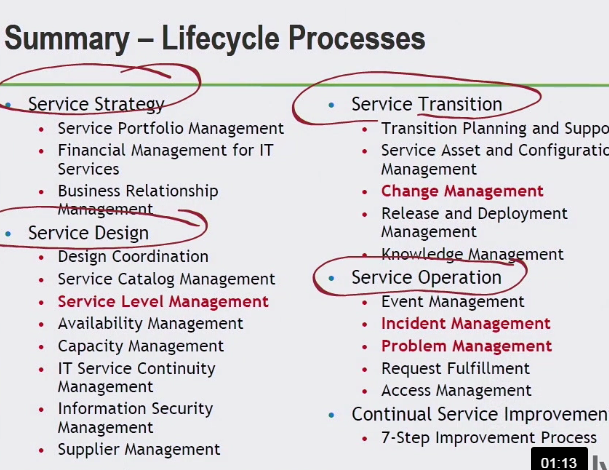 Summary – Lifecycle Processes
Service Strategy
Service Portfolio Management
Financial Management for IT
Services
Business Relationship
Management
Service Design
Design Coordination
Service Catalog Management
Service Level Management
Availability Management
Capacity Management
IT Service Continuity
Management
Information Security
Management
Supplier Management
Service Transition
Transition Planning and Suppo
Service Asset and Configuratio
Management
Change Management
Release and Deployment
Management
Knowledge Management
Service Operation
Event Management
Incident Management
Problem Management
Request Fulfillment
Access Management
Continual Service Improvemen
7-Step Improvement Process
01:13